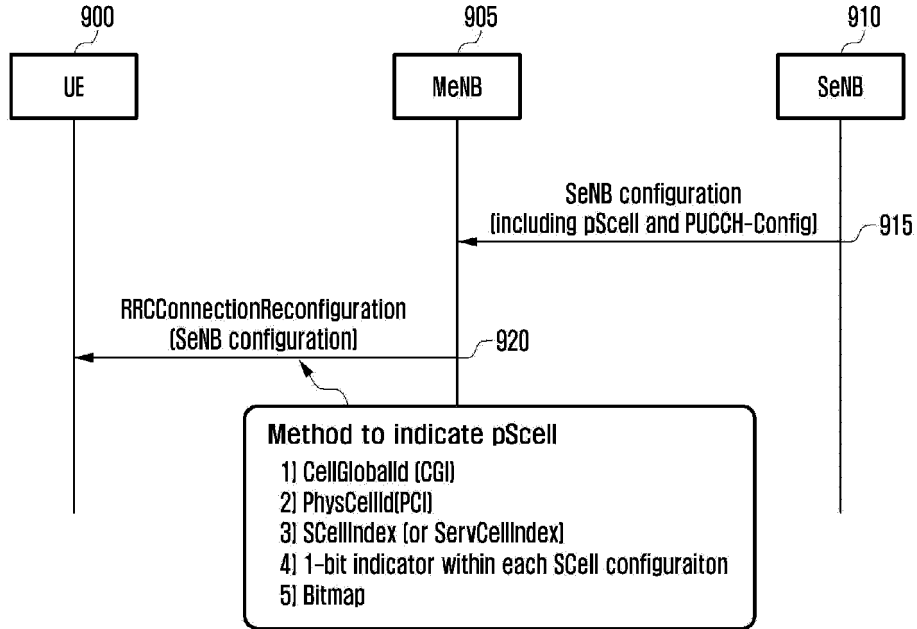 900
905
910
UE
MeNB
SeNB
SeNB configuration
(including pScell and PUCCH-Config)
915
RRCConnectionReconfiguration
(SeNB configuration)
920
Method to indicate pScell
1) CellGlobalId (CGI)
2) PhysCellId(PCI)
3) SCellIndex (or ServCellIndex)
4) 1-bit indicator within each SCell configuraiton
5) Bitmap